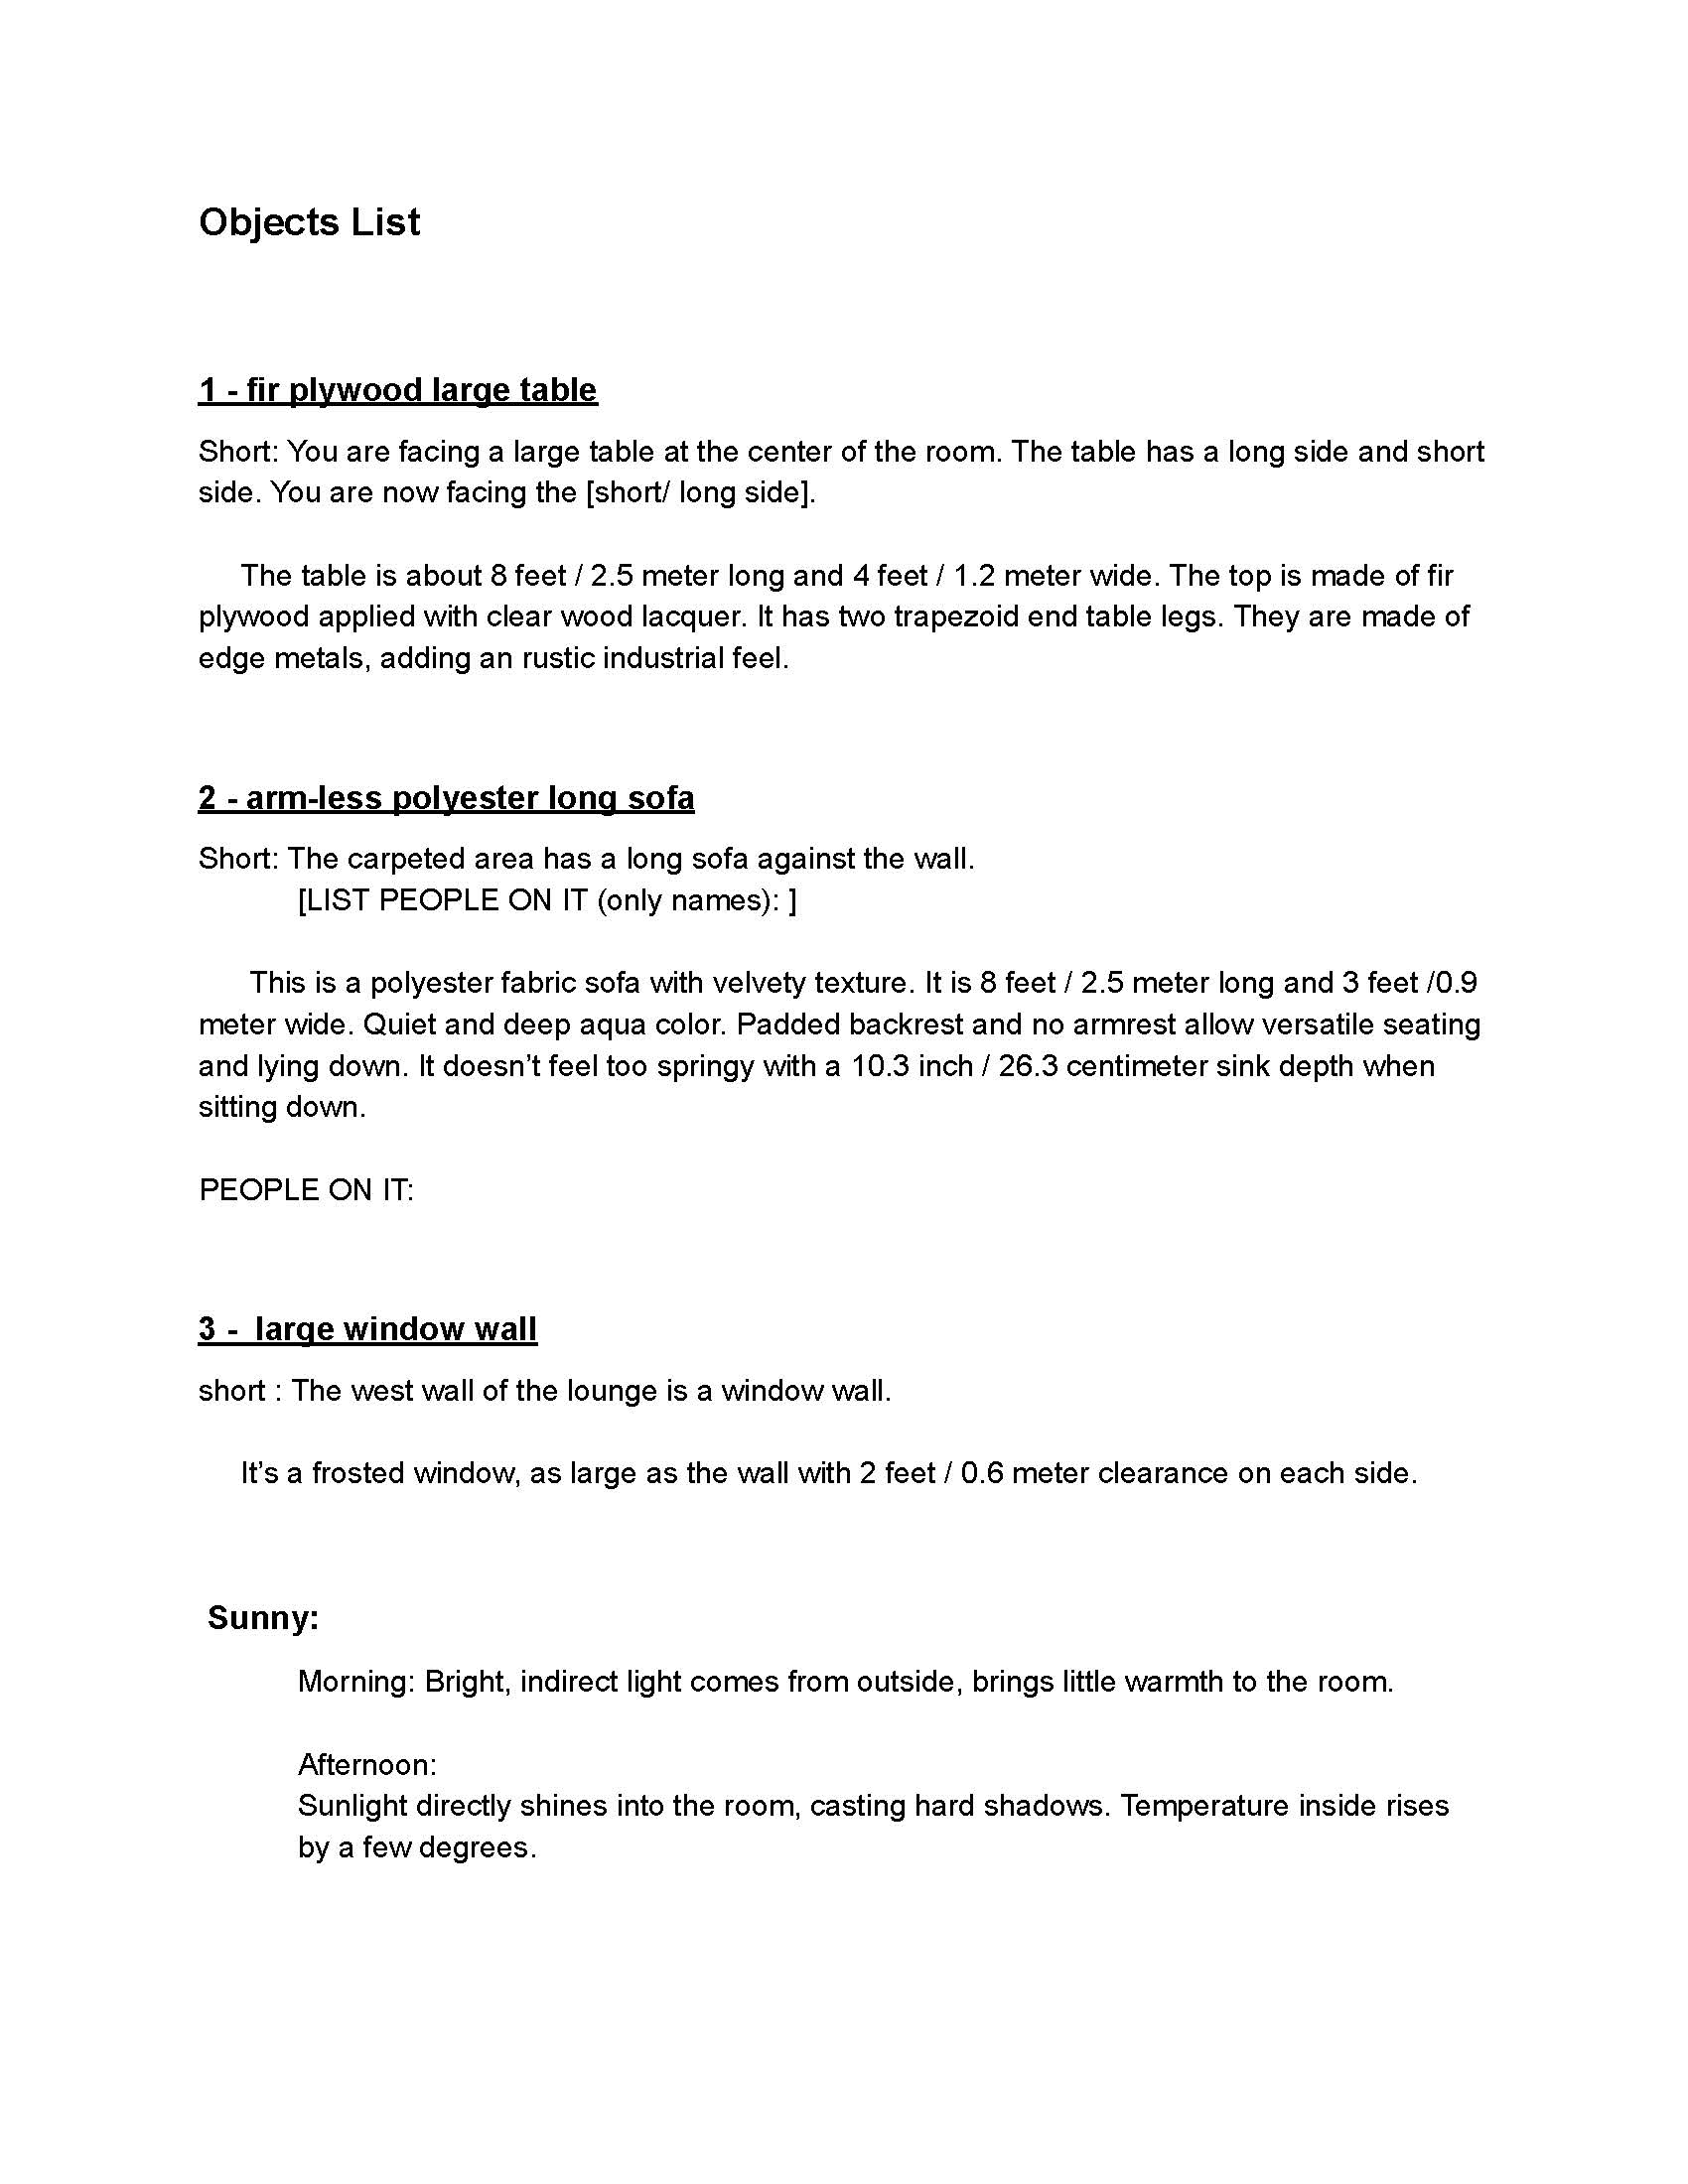 Objects List
1 - fir plywood large table
Short: You are facing a large table at the center of the room. The table has a long side and short
side. You are now facing the [short/ long side].
The table is about 8 feet / 2.5 meter long and 4 feet / 1.2 meter wide. The top is made of fir
plywood applied with clear wood lacquer. It has two trapezoid end table legs. They are made of
edge metals, adding an rustic industrial feel.
2 - arm-less polyester long sofa
Short: The carpeted area has a long sofa against the wall.
[LIST PEOPLE ON IT (only names): ]
This is a polyester fabric sofa with velvety texture. It is 8 feet / 2.5 meter long and 3 feet /0.9
meter wide. Quiet and deep aqua color. Padded backrest and no armrest allow versatile seating
and lying down. It doesn’t feel too springy with a 10.3 inch / 26.3 centimeter sink depth when
sitting down.
PEOPLE ON IT:
3 -  large window wall
short : The west wall of the lounge is a window wall.
It’s a frosted window, as large as the wall with 2 feet / 0.6 meter clearance on each side.
Sunny:
Morning: Bright, indirect light comes from outside, brings little warmth to the room.
Afternoon:
Sunlight directly shines into the room, casting hard shadows. Temperature inside rises
by a few degrees.